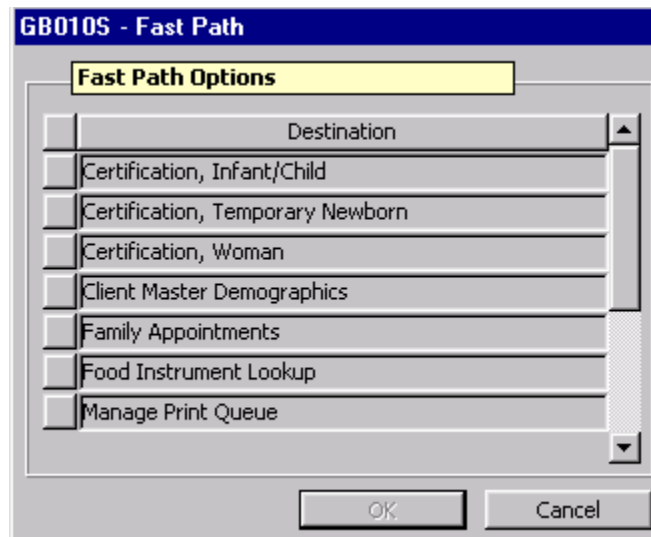 GB010S - Fast Path
Fast Path Options
Destination
Certification, Infant/Child
Certification, Temporary Newborn
Certification, Woman
Client Master Demographics
Family Appointments
Food Instrument Lookup
Manage Print Queue
OK Cancel